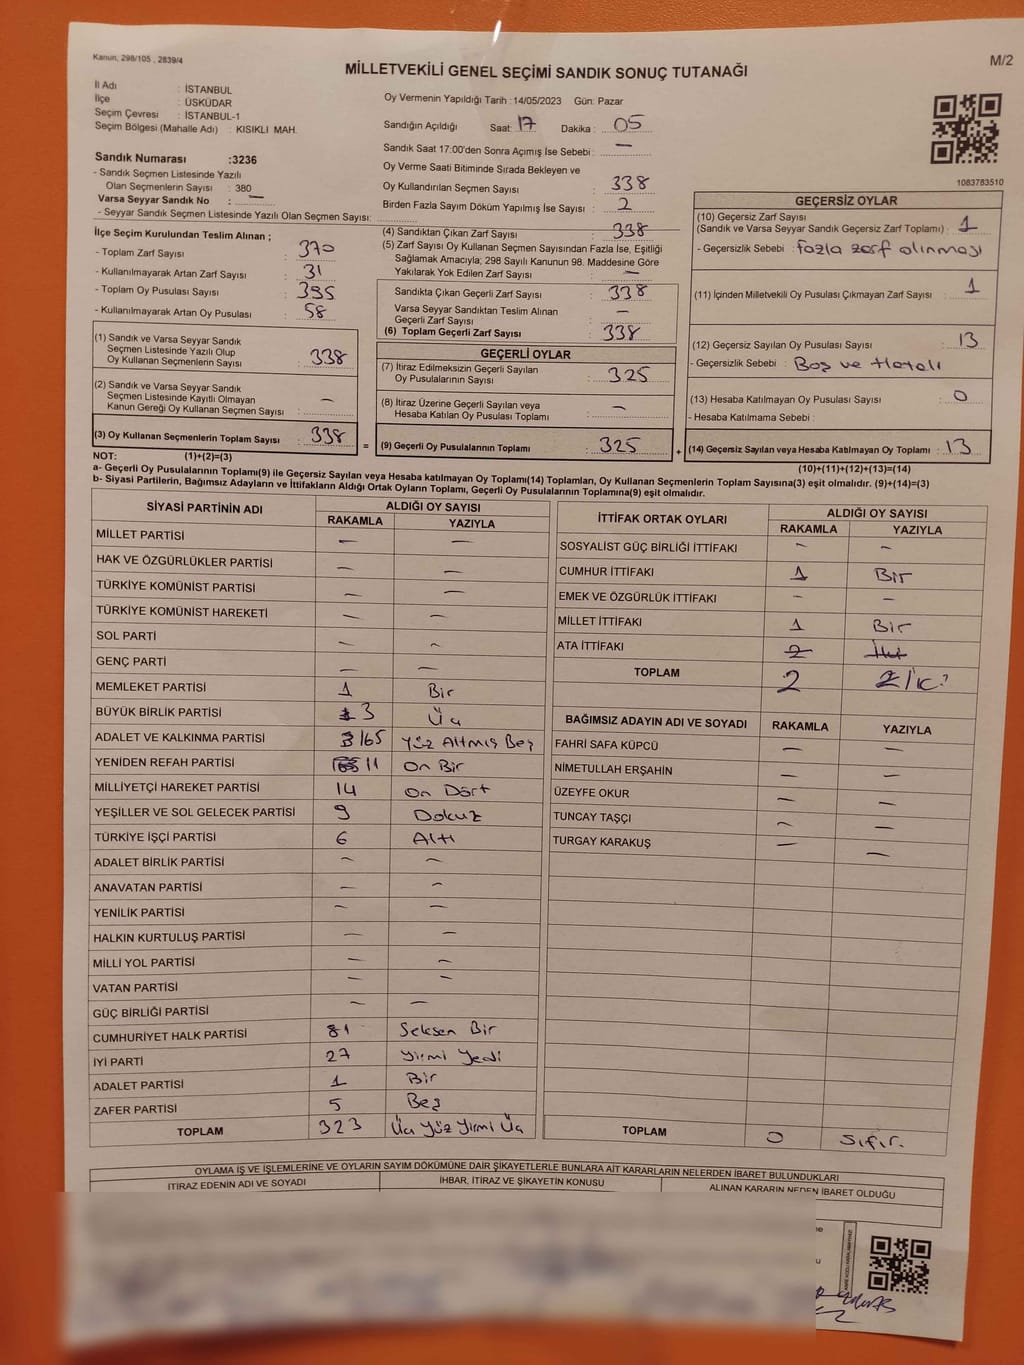 Kanun, 298/105 , 2839/4
M/2
MİLLETVEKİLİ GENEL SEÇİMİ SANDIK SONUÇ TUTANAĞI
İl Adı : İSTANBUL
İlçe : ÜSKÜDAR
Seçim Çevresi : İSTANBUL-1
Seçim Bölgesi (Mahalle Adı) : KISIKLI MAH.
Sandık Numarası :3236
- Sandık Seçmen Listesinde Yazılı
Olan Seçmenlerin Sayısı : 380
Varsa Seyyar Sandık No : —
- Seyyar Sandık Seçmen Listesinde Yazılı Olan Seçmen Sayısı:
İlçe Seçim Kurulundan Teslim Alınan ;
- Toplam Zarf Sayısı : 370
- Kullanılmayarak Artan Zarf Sayısı : 31
- Toplam Oy Pusulası Sayısı : 395
- Kullanılmayarak Artan Oy Pusulası : 58
(1) Sandık ve Varsa Seyyar Sandık
Seçmen Listesinde Yazılı Olup
Oy Kullanan Seçmenlerin Sayısı : 338
(2) Sandık ve Varsa Seyyar Sandık
Seçmen Listesinde Kayıtlı Olmayan
Kanun Gereği Oy Kullanan Seçmen Sayısı : —
(3) Oy Kullanan Seçmenlerin Toplam Sayısı : 338
Oy Vermenin Yapıldığı Tarih :14/05/2023 Gün: Pazar
Sandığın Açıldığı Saat: 17 Dakika : 05
Sandık Saat 17:00'den Sonra Açımış İse Sebebi : —
Oy Verme Saati Bitiminde Sırada Bekleyen ve
Oy Kullandırılan Seçmen Sayısı : 338
Birden Fazla Sayım Döküm Yapılmış İse Sayısı : 2
(4) Sandıktan Çıkan Zarf Sayısı : 338
(5) Zarf Sayısı Oy Kullanan Seçmen Sayısından Fazla İse, Eşitliği
Sağlamak Amacıyla; 298 Sayılı Kanunun 98. Maddesine Göre
Yakılarak Yok Edilen Zarf Sayısı : —
Sandıkta Çıkan Geçerli Zarf Sayısı : 338
Varsa Seyyar Sandıktan Teslim Alınan
Geçerli Zarf Sayısı : —
(6) Toplam Geçerli Zarf Sayısı : 338
GEÇERLİ OYLAR
(7) İtiraz Edilmeksizin Geçerli Sayılan
Oy Pusulalarının Sayısı : 325
(8) İtiraz Üzerine Geçerli Sayılan veya
Hesaba Katılan Oy Pusulası Toplamı : —
= (9) Geçerli Oy Pusulalarının Toplamı : 325
1083783510
GEÇERSİZ OYLAR
(10) Geçersiz Zarf Sayısı
(Sandık ve Varsa Seyyar Sandık Geçersiz Zarf Toplamı) : 1
- Geçersizlik Sebebi : fazla zarf alınması
(11) İçinden Milletvekili Oy Pusulası Çıkmayan Zarf Sayısı : 1
(12) Geçersiz Sayılan Oy Pusulası Sayısı : 13
- Geçersizlik Sebebi : Boş ve Hatalı
(13) Hesaba Katılmayan Oy Pusulası Sayısı : 0
- Hesaba Katılmama Sebebi :
+ (14) Geçersiz Sayılan veya Hesaba Katılmayan Oy Toplamı : 13
NOT: (1)+(2)=(3)
(10)+(11)+(12)+(13)=(14)
a- Geçerli Oy Pusulalarının Toplamı(9) ile Geçersiz Sayılan veya Hesaba katılmayan Oy Toplamı(14) Toplamları, Oy Kullanan Seçmenlerin Toplam Sayısına(3) eşit olmalıdır. (9)+(14)=(3)
b- Siyasi Partilerin, Bağımsız Adayların ve İttifakların Aldığı Ortak Oyların Toplamı, Geçerli Oy Pusulalarının Toplamına(9) eşit olmalıdır.
SİYASİ PARTİNİN ADI ALDIĞI OY SAYISI
RAKAMLA YAZIYLA
MİLLET PARTİSİ — —
HAK VE ÖZGÜRLÜKLER PARTİSİ — —
TÜRKİYE KOMÜNİST PARTİSİ — —
TÜRKİYE KOMÜNİST HAREKETİ — —
SOL PARTİ — —
GENÇ PARTİ — —
MEMLEKET PARTİSİ 1 Bir
BÜYÜK BİRLİK PARTİSİ 3 Üç
ADALET VE KALKINMA PARTİSİ 165 Yüz Altmış Beş
YENİDEN REFAH PARTİSİ 11 On Bir
MİLLİYETÇİ HAREKET PARTİSİ 14 On Dört
YEŞİLLER VE SOL GELECEK PARTİSİ 9 Dokuz
TÜRKİYE İŞÇİ PARTİSİ 6 Altı
ADALET BİRLİK PARTİSİ — —
ANAVATAN PARTİSİ — —
YENİLİK PARTİSİ — —
HALKIN KURTULUŞ PARTİSİ — —
MİLLİ YOL PARTİSİ — —
VATAN PARTİSİ — —
GÜÇ BİRLİĞİ PARTİSİ — —
CUMHURİYET HALK PARTİSİ 81 Seksen Bir
İYİ PARTİ 27 Yirmi Yedi
ADALET PARTİSİ 1 Bir
ZAFER PARTİSİ 5 Beş
TOPLAM 323 Üç Yüz Yirmi Üç
İTTİFAK ORTAK OYLARI ALDIĞI OY SAYISI
RAKAMLA YAZIYLA
SOSYALİST GÜÇ BİRLİĞİ İTTİFAKI — —
CUMHUR İTTİFAKI 1 Bir
EMEK VE ÖZGÜRLÜK İTTİFAKI — —
MİLLET İTTİFAKI 1 Bir
ATA İTTİFAKI 2
TOPLAM 2
BAĞIMSIZ ADAYIN ADI VE SOYADI RAKAMLA YAZIYLA
FAHRİ SAFA KÜPCÜ — —
NİMETULLAH ERŞAHİN — —
ÜZEYFE OKUR — —
TUNCAY TAŞÇI — —
TURGAY KARAKUŞ — —
TOPLAM 0 Sıfır.
OYLAMA İŞ VE İŞLEMLERİNE VE OYLARIN SAYIM DÖKÜMÜNE DAİR ŞİKAYETLERLE BUNLARA AİT KARARLARIN NELERDEN İBARET BULUNDUKLARI
İTİRAZ EDENİN ADI VE SOYADI İHBAR, İTİRAZ VE ŞİKAYETİN KONUSU ALINAN KARARIN NEDEN İBARET OLDUĞU